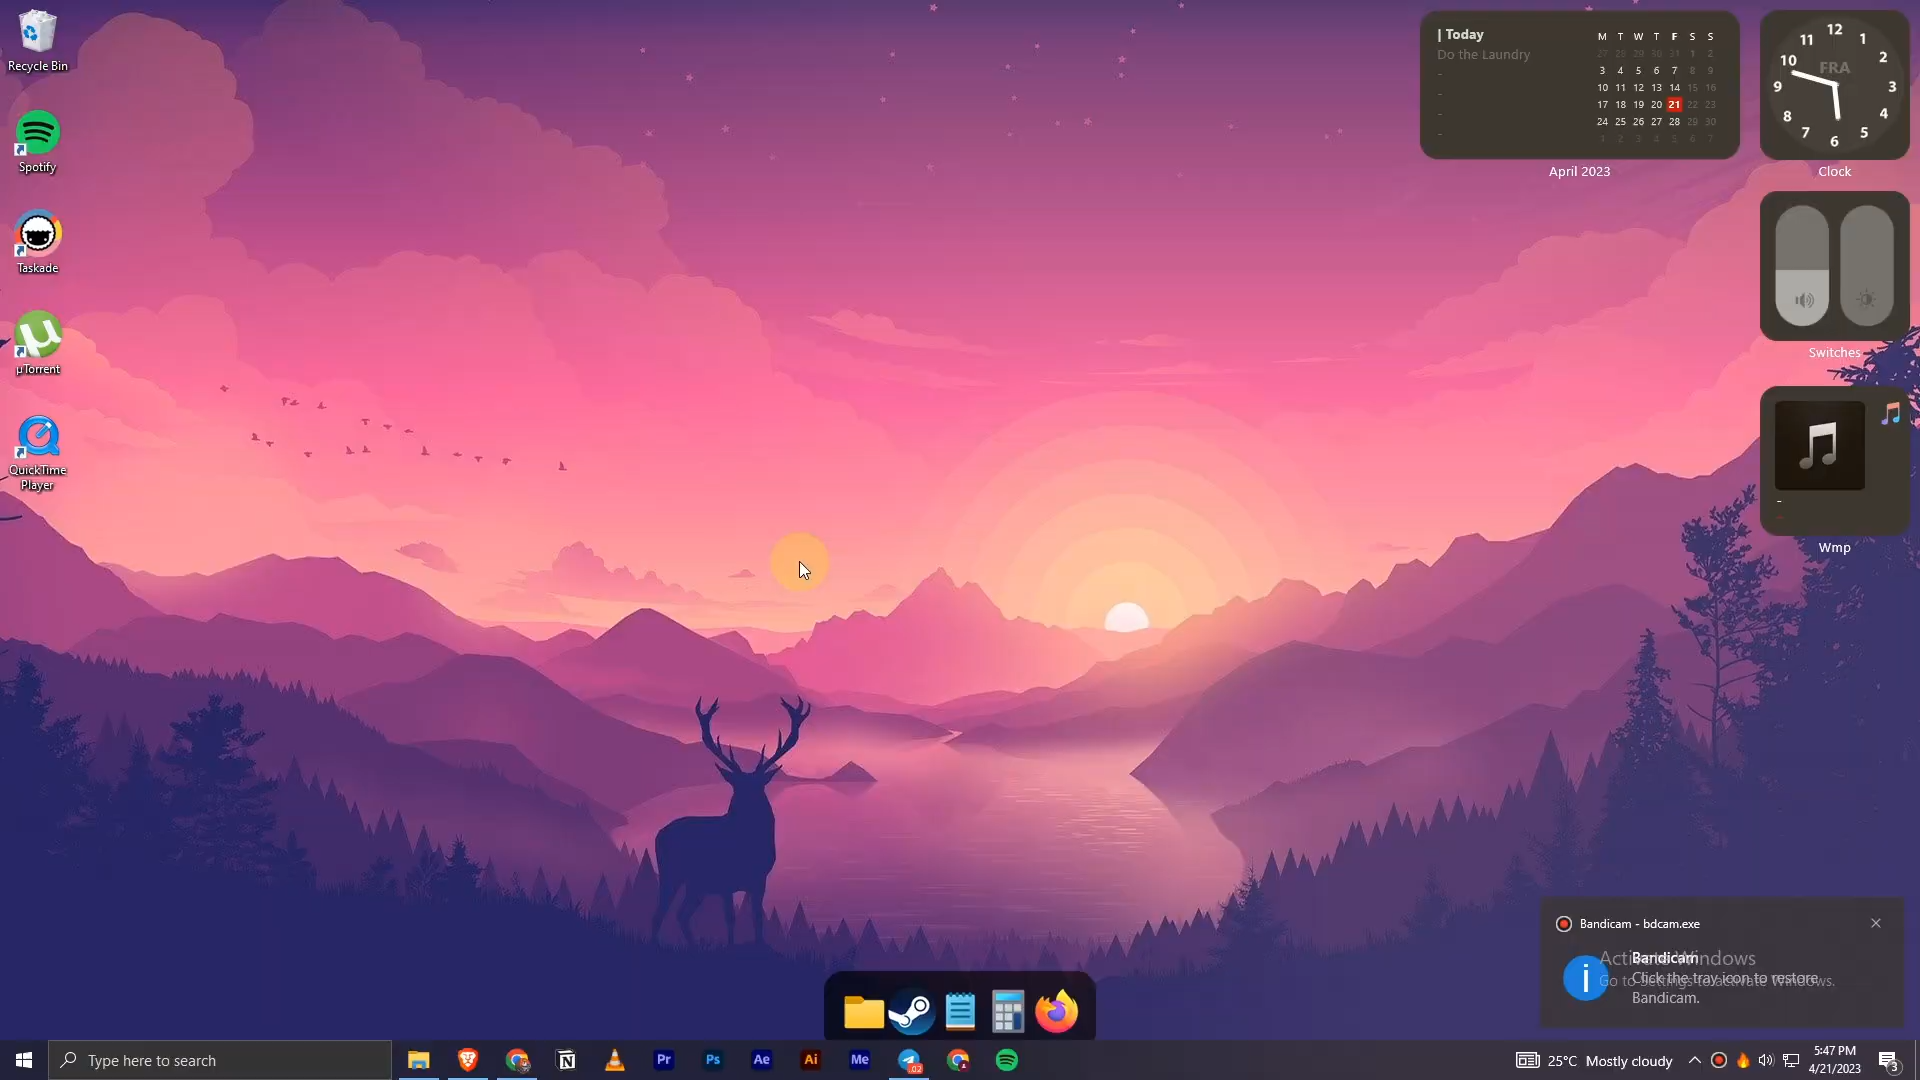 Recycle Bin
Spotify
Taskade
µTorrent
QuickTime
Player
| Today
Do the Laundry
-
-
-
-
M T W T F S S
27 28 29 30 31 1 2
3 4 5 6 7 8 9
10 11 12 13 14 15 16
17 18 19 20 21 22 23
24 25 26 27 28 29 30
1 2 3 4 5 6 7
April 2023
FRA
12
1
2
3
4
5
6
7
8
9
10
11
Clock
Switches
-
Wmp
Bandicam - bdcam.exe
Bandicam
Click the tray icon to restore
Bandicam.
Activate Windows
Go to Settings to activate Windows.
Type here to search
N
Pr
Ps
Ae
Ai
Me
.02
25°C Mostly cloudy
5:47 PM
4/21/2023
3